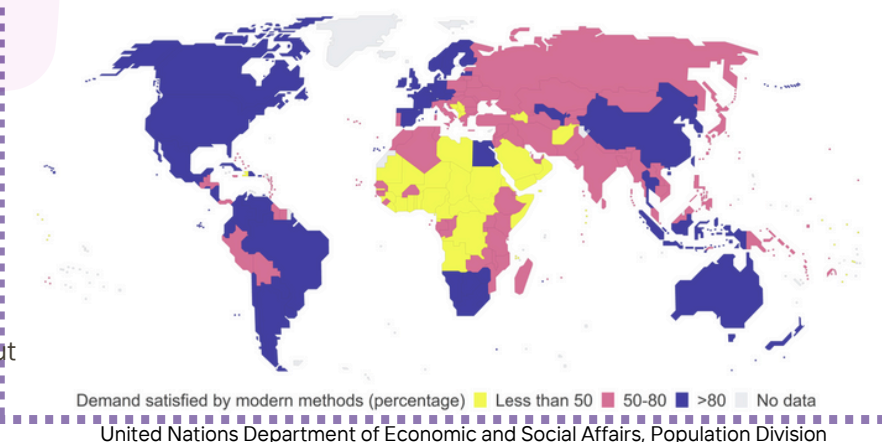 Demand satisfied by modern methods (percentage) Less than 50 50-80 >80 No data
United Nations Department of Economic and Social Affairs, Population Division